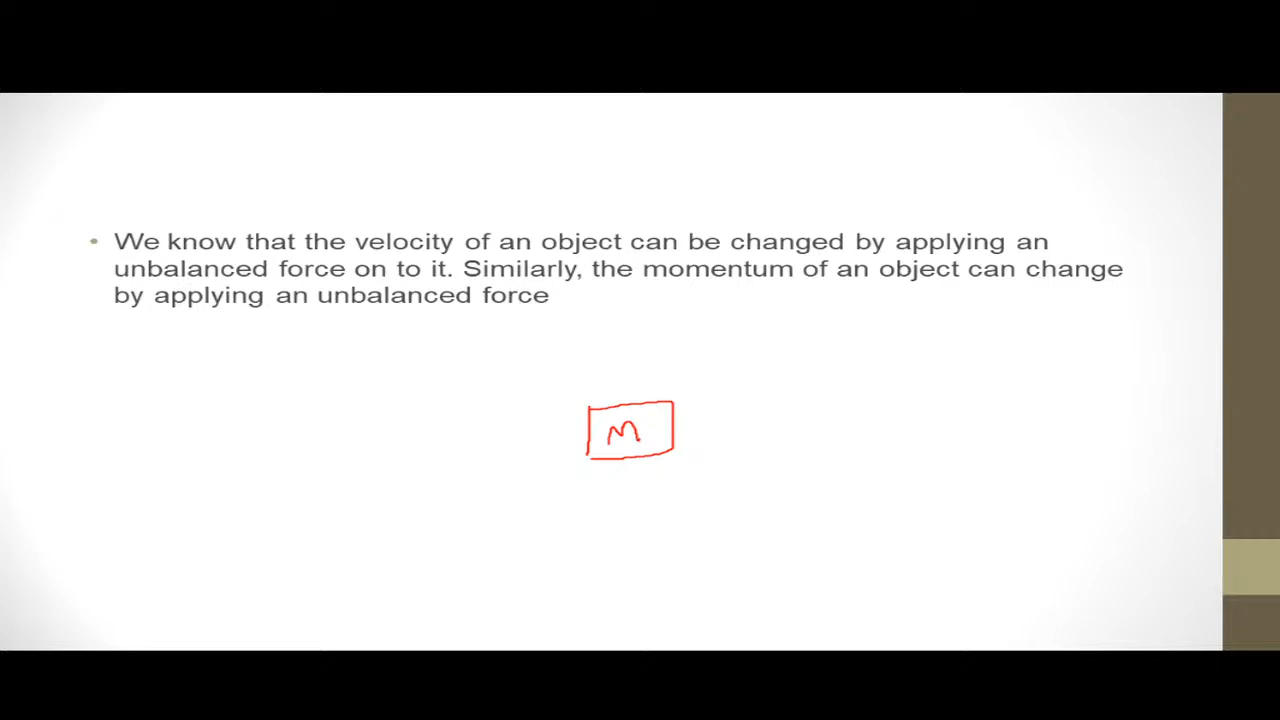 • We know that the velocity of an object can be changed by applying an
unbalanced force on to it. Similarly, the momentum of an object can change
by applying an unbalanced force
M